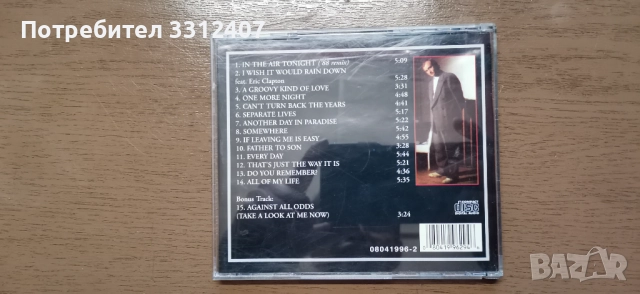 Потребител 3312407
1. IN THE AIR TONIGHT ('88 remix) 5:09
2. I WISH IT WOULD RAIN DOWN
feat. Eric Clapton 5:28
3. A GROOVY KIND OF LOVE 3:31
4. ONE MORE NIGHT 4:48
5. CAN'T TURN BACK THE YEARS 4:41
6. SEPARATE LIVES 5:17
7. ANOTHER DAY IN PARADISE 5:22
8. SOMEWHERE 5:42
9. IF LEAVING ME IS EASY 4:55
10. FATHER TO SON 3:28
11. EVERY DAY 5:44
12. THAT'S JUST THE WAY IT IS 5:21
13. DO YOU REMEMBER? 4:36
14. ALL OF MY LIFE 5:35
Bonus Track:
15. AGAINST ALL ODDS
(TAKE A LOOK AT ME NOW) 3:24
COMPACT
disc
DIGITAL AUDIO
08041996-2
BAZAR.bg